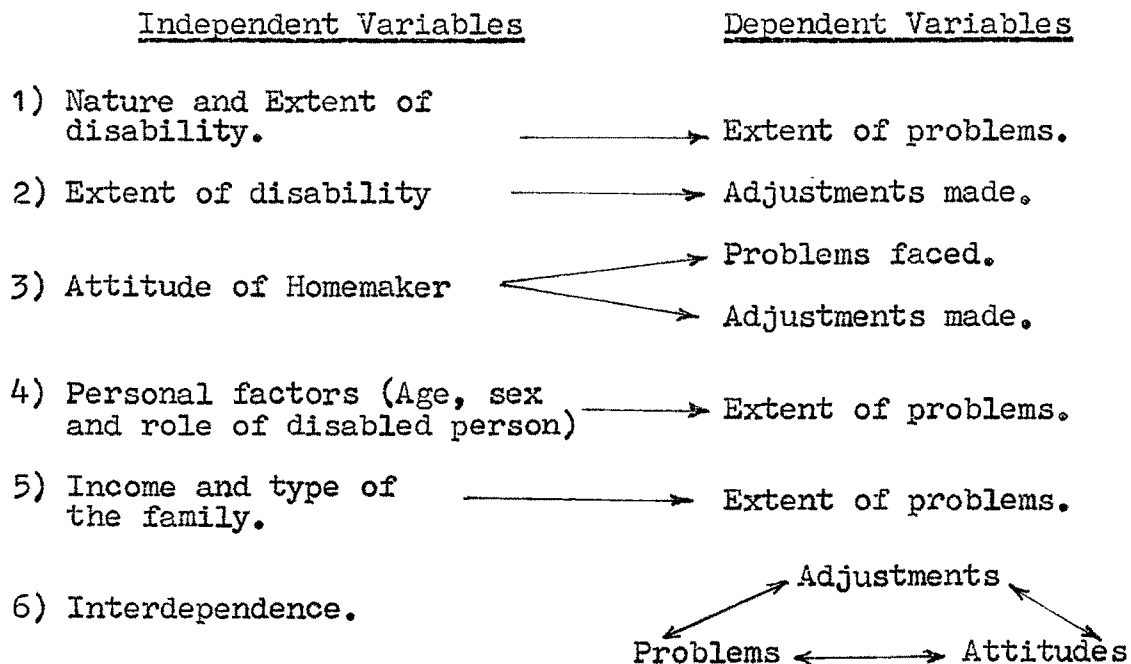 Independent Variables Dependent Variables
1) Nature and Extent of
disability. Extent of problems.
2) Extent of disability Adjustments made.
Problems faced.
3) Attitude of Homemaker
Adjustments made.
4) Personal factors (Age, sex
and role of disabled person) Extent of problems.
5) Income and type of
the family. Extent of problems.
Adjustments
6) Interdependence.
Problems Attitudes